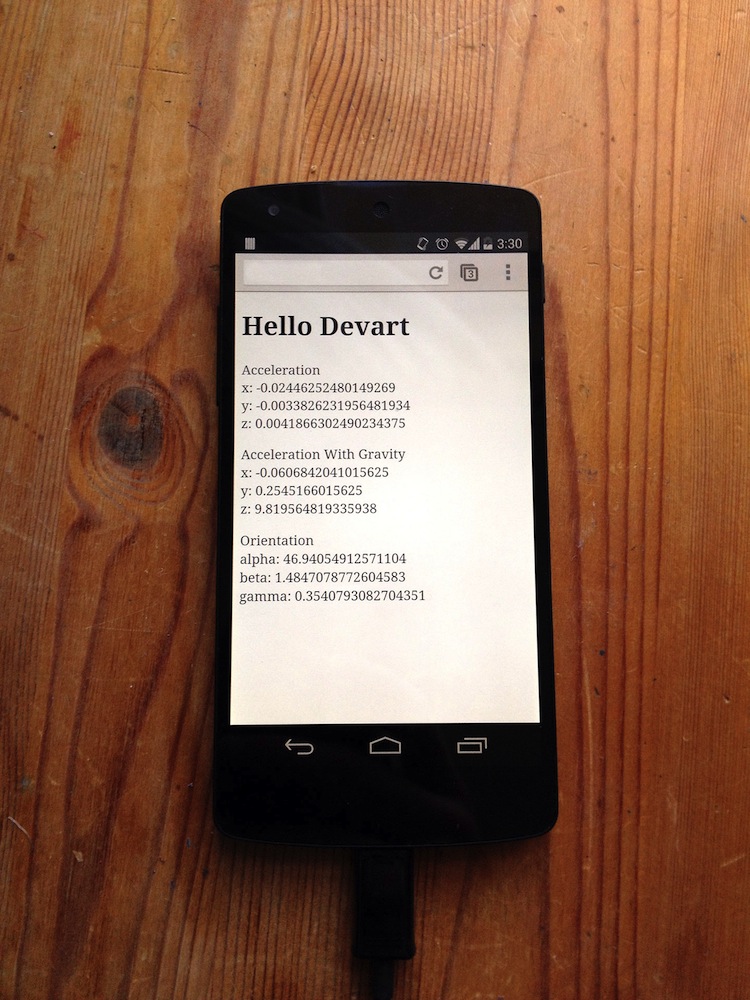 3:30
3
Hello Devart
Acceleration
x: -0.02446252480149269
y: -0.0033826231956481934
z: 0.0041866302490234375
Acceleration With Gravity
x: -0.0606842041015625
y: 0.2545166015625
z: 9.819564819335938
Orientation
alpha: 46.94054912571104
beta: 1.4847078772604583
gamma: 0.3540793082704351